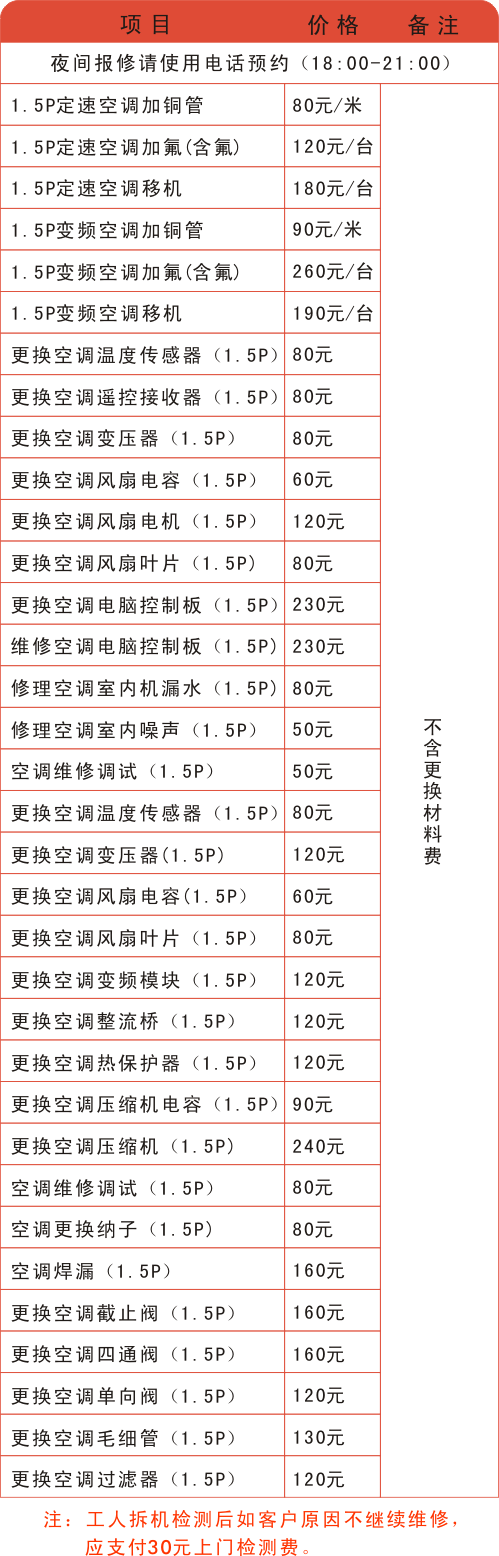 项目 价格 备注
夜间报修请使用电话预约（18:00-21:00）
1.5P定速空调加铜管 80元/米
1.5P定速空调加氟(含氟) 120元/台
1.5P定速空调移机 180元/台
1.5P变频空调加铜管 90元/米
1.5P变频空调加氟(含氟) 260元/台
1.5P变频空调移机 190元/台
更换空调温度传感器（1.5P） 80元
更换空调遥控接收器（1.5P） 80元
更换空调变压器（1.5P） 80元
更换空调风扇电容（1.5P） 60元
更换空调风扇电机（1.5P） 120元
更换空调风扇叶片（1.5P) 80元
更换空调电脑控制板（1.5P） 230元
维修空调电脑控制板（1.5P) 230元
修理空调室内机漏水（1.5P) 80元
修理空调室内噪声（1.5P） 50元
空调维修调试（1.5P） 50元
更换空调温度传感器（1.5P） 80元
更换空调变压器(1.5P) 120元
更换空调风扇电容(1.5P） 60元
更换空调风扇叶片（1.5P） 80元
更换空调变频模块（1.5P） 120元
更换空调整流桥（1.5P） 120元
更换空调热保护器（1.5P） 120元
更换空调压缩机电容（1.5P） 90元
更换空调压缩机（1.5P) 240元
空调维修调试（1.5P） 80元
空调更换纳子（1.5P) 80元
空调焊漏（1.5P） 160元
更换空调截止阀（1.5P） 160元
更换空调四通阀（1.5P） 160元
更换空调单向阀（1.5P） 120元
更换空调毛细管（1.5P） 130元
更换空调过滤器（1.5P） 120元
不含更换材料费
注：工人拆机检测后如客户原因不继续维修，
应支付30元上门检测费。